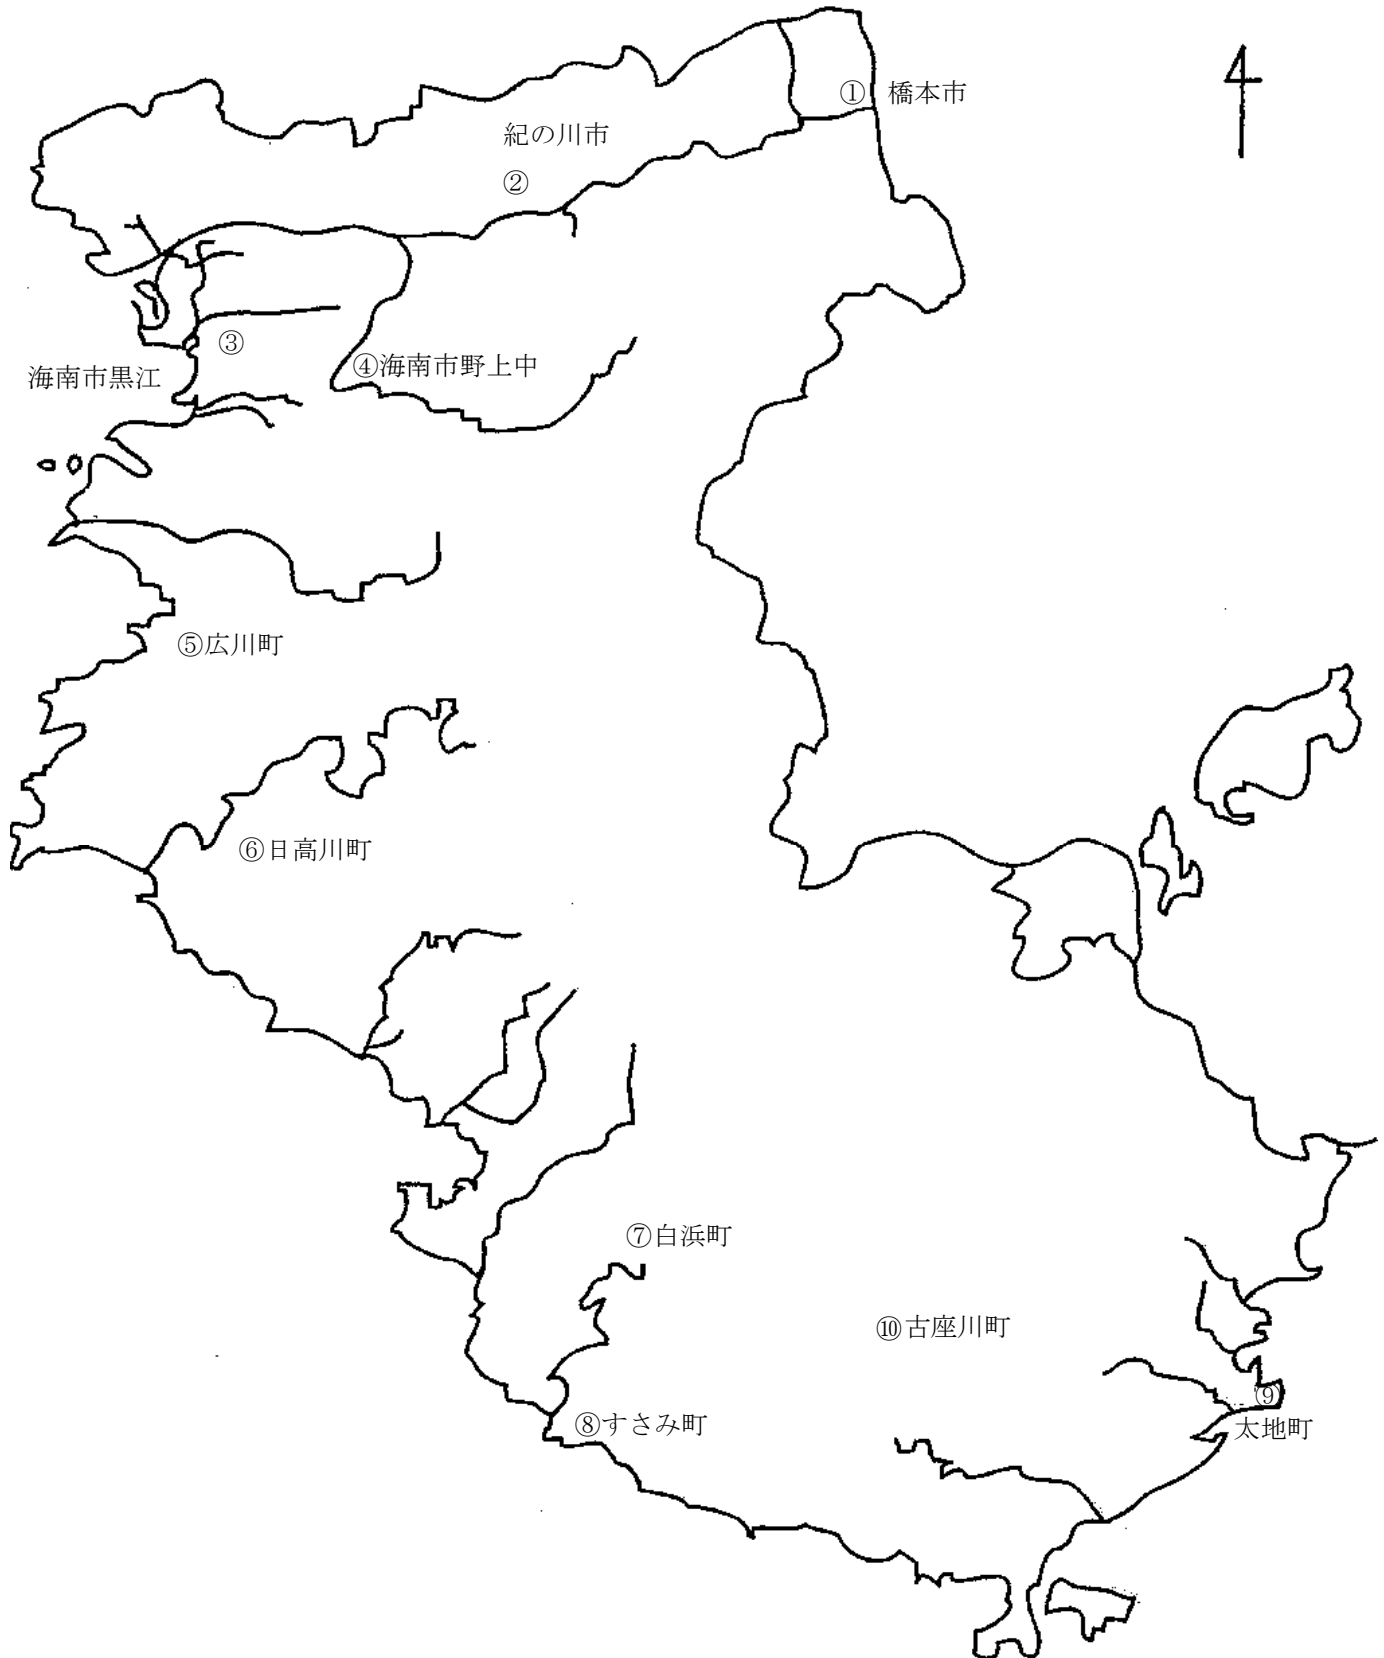 ① 橋本市
紀の川市
②
③
海南市黒江
④海南市野上中
⑤広川町
⑥日高川町
⑦白浜町
⑩古座川町
⑨
太地町
⑧すさみ町